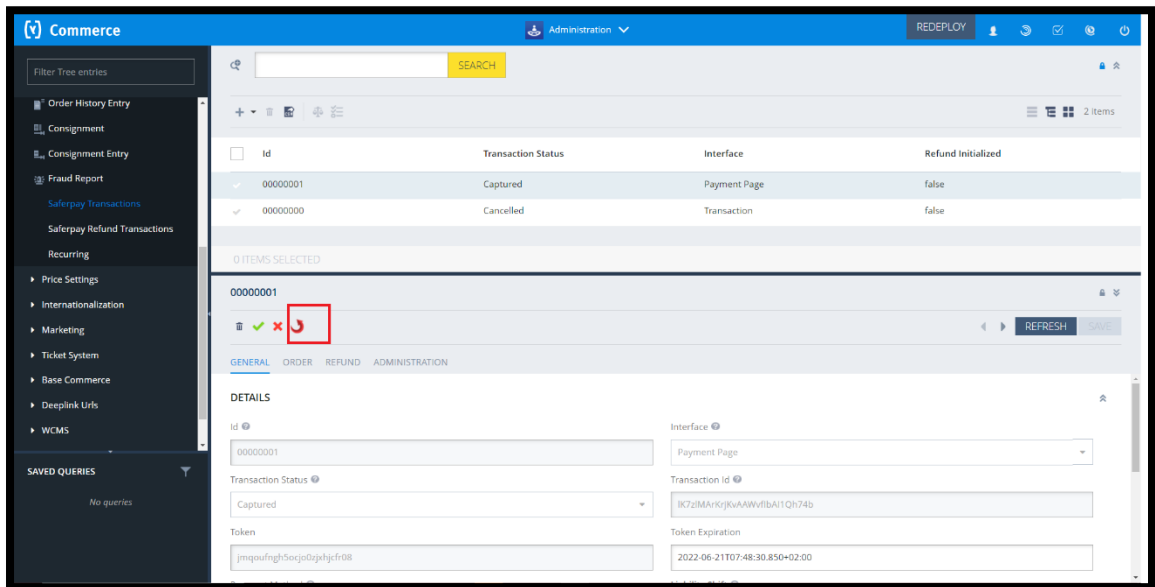 (y) Commerce
Administration
REDEPLOY
Filter Tree entries
Order History Entry
Consignment
Consignment Entry
Fraud Report
Saferpay Transactions
Saferpay Refund Transactions
Recurring
Price Settings
Internationalization
Marketing
Ticket System
Base Commerce
Deeplink Urls
WCMS
SAVED QUERIES
No queries
SEARCH
2 items
Id Transaction Status Interface Refund Initialized
00000001 Captured Payment Page false
00000000 Cancelled Transaction false
0 ITEMS SELECTED
00000001
REFRESH SAVE
GENERAL ORDER REFUND ADMINISTRATION
DETAILS
Id Interface
00000001 Payment Page
Transaction Status Transaction Id
Captured
Token Token Expiration
jmqoufngh5ocjo0zjxhjcfr08 2022-06-21T07:48:30.850+02:00